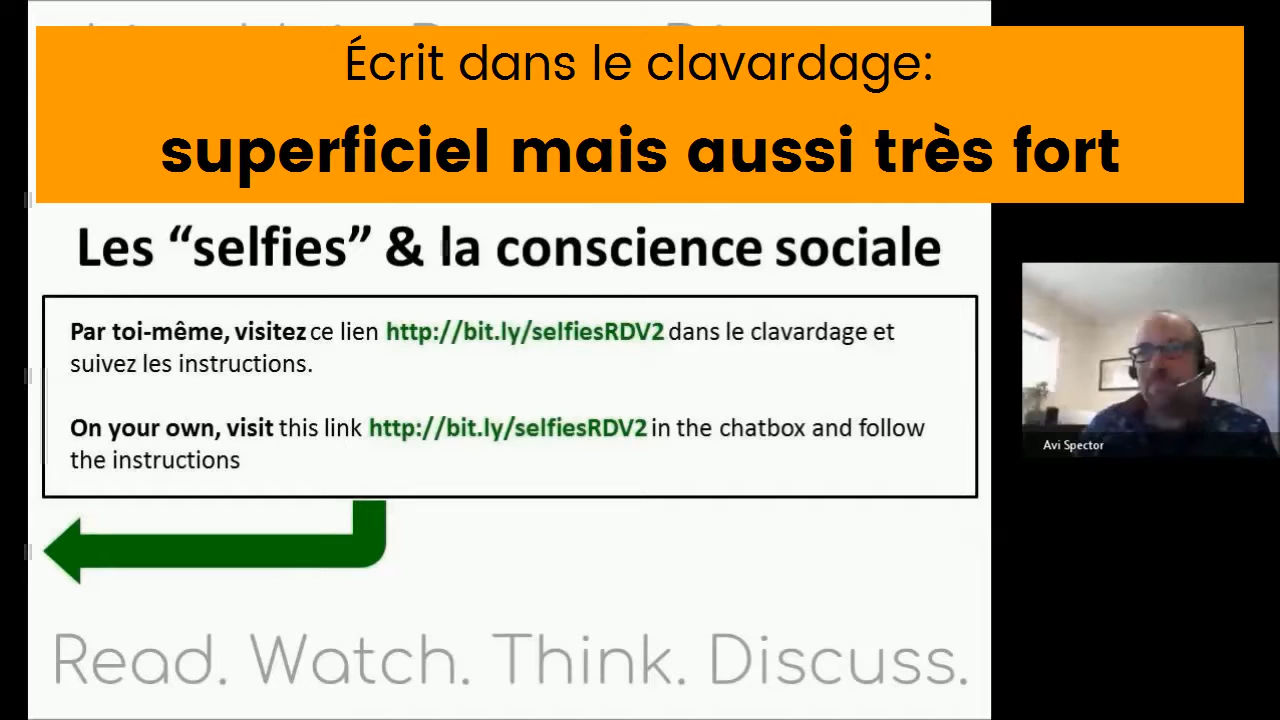 Écrit dans le clavardage:
superficiel mais aussi très fort
Les “selfies” & la conscience sociale
Par toi-même, visitez ce lien http://bit.ly/selfiesRDV2 dans le clavardage et
suivez les instructions.
On your own, visit this link http://bit.ly/selfiesRDV2 in the chatbox and follow
the instructions
Avi Spector
Read. Watch. Think. Discuss.